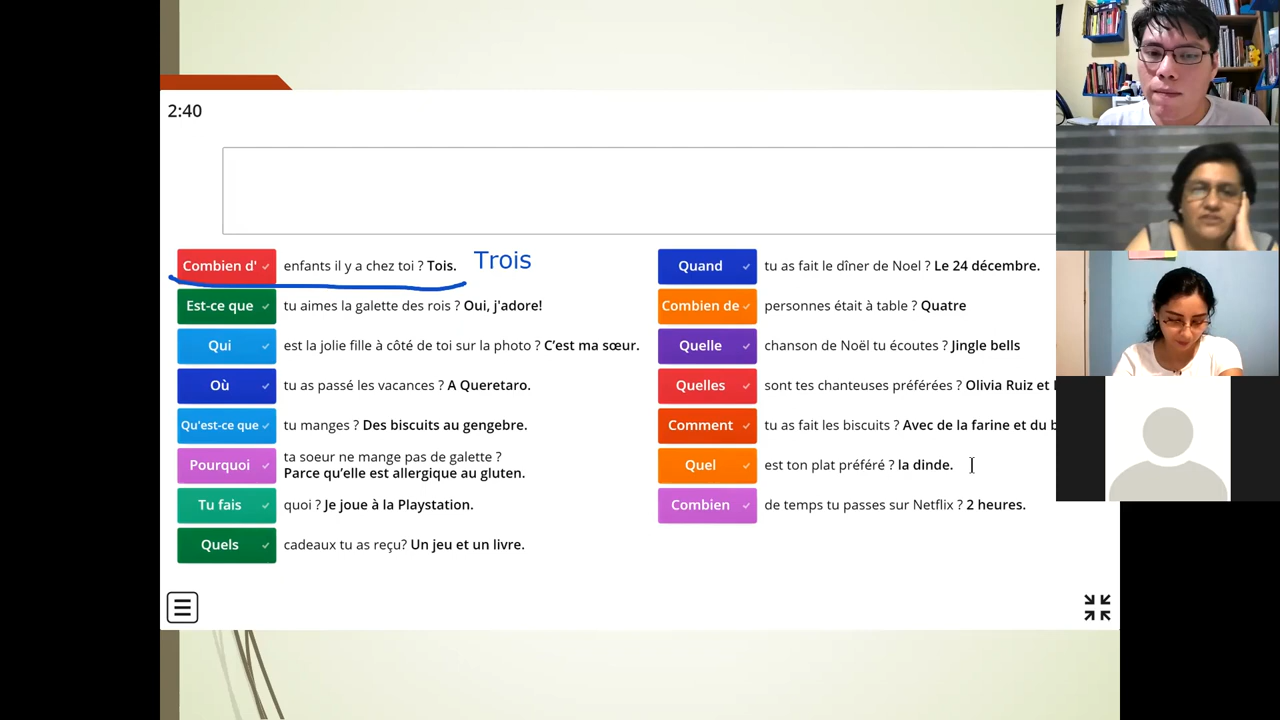 2:40
Combien d' enfants il y a chez toi ? Tois. Trois
Est-ce que tu aimes la galette des rois ? Oui, j'adore!
Qui est la jolie fille à côté de toi sur la photo ? C'est ma sœur.
Où tu as passé les vacances ? A Queretaro.
Qu'est-ce que tu manges ? Des biscuits au gengebre.
Pourquoi ta soeur ne mange pas de galette ?
Parce qu'elle est allergique au gluten.
Tu fais quoi ? Je joue à la Playstation.
Quels cadeaux tu as reçu? Un jeu et un livre.
Quand tu as fait le dîner de Noel ? Le 24 décembre.
Combien de personnes était à table ? Quatre
Quelle chanson de Noël tu écoutes ? Jingle bells
Quelles sont tes chanteuses préférées ? Olivia Ruiz et
Comment tu as fait les biscuits ? Avec de la farine et du
Quel est ton plat préféré ? la dinde.
Combien de temps tu passes sur Netflix ? 2 heures.